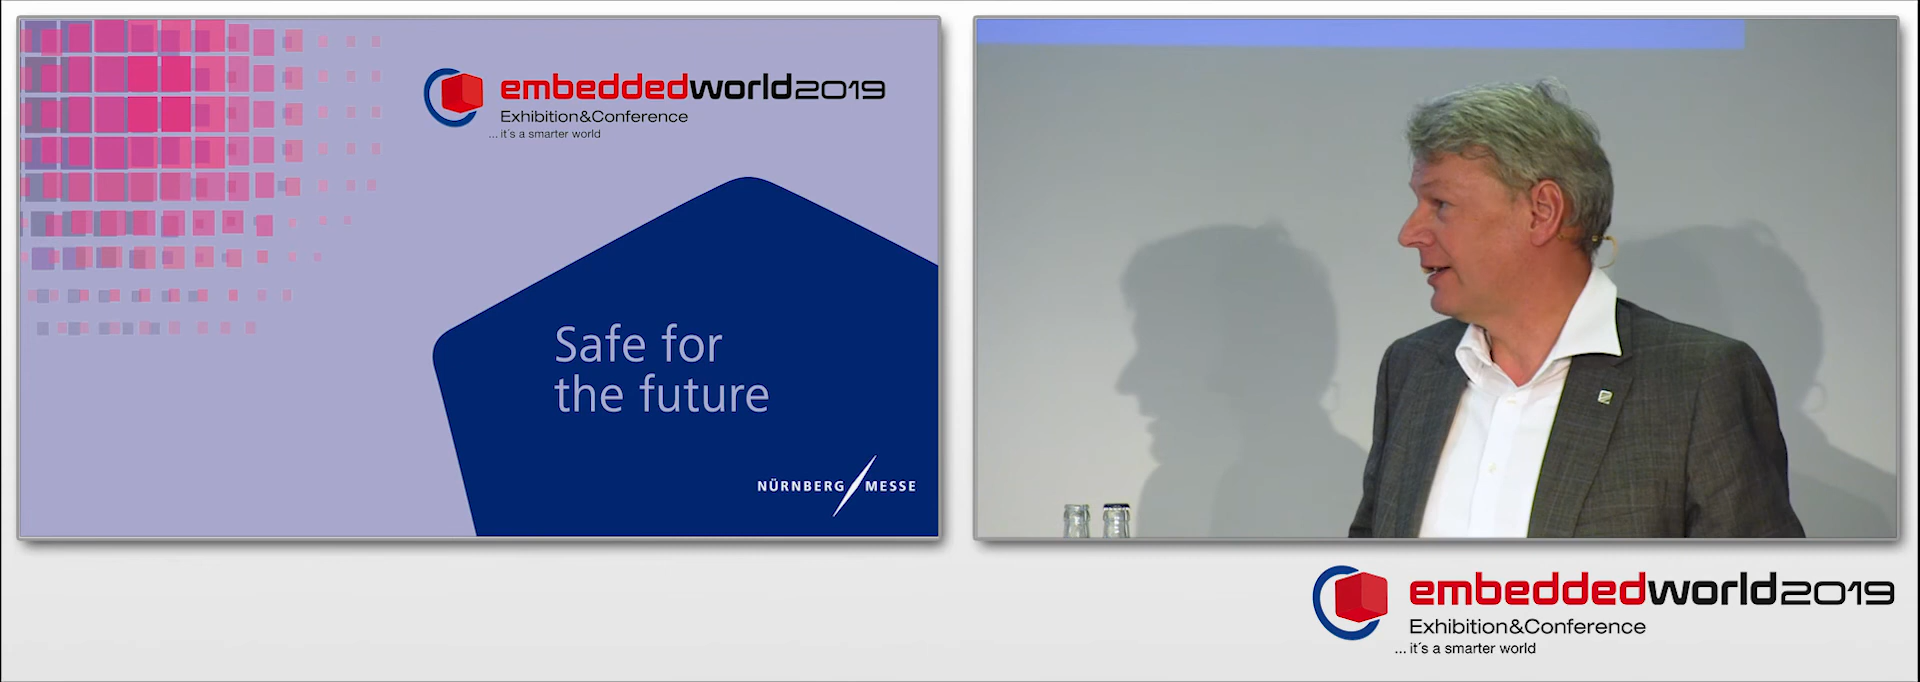 embeddedworld2019
Exhibition&Conference
... it´s a smarter world
Safe for
the future
NÜRNBERG MESSE
embeddedworld2019
Exhibition&Conference
... it´s a smarter world